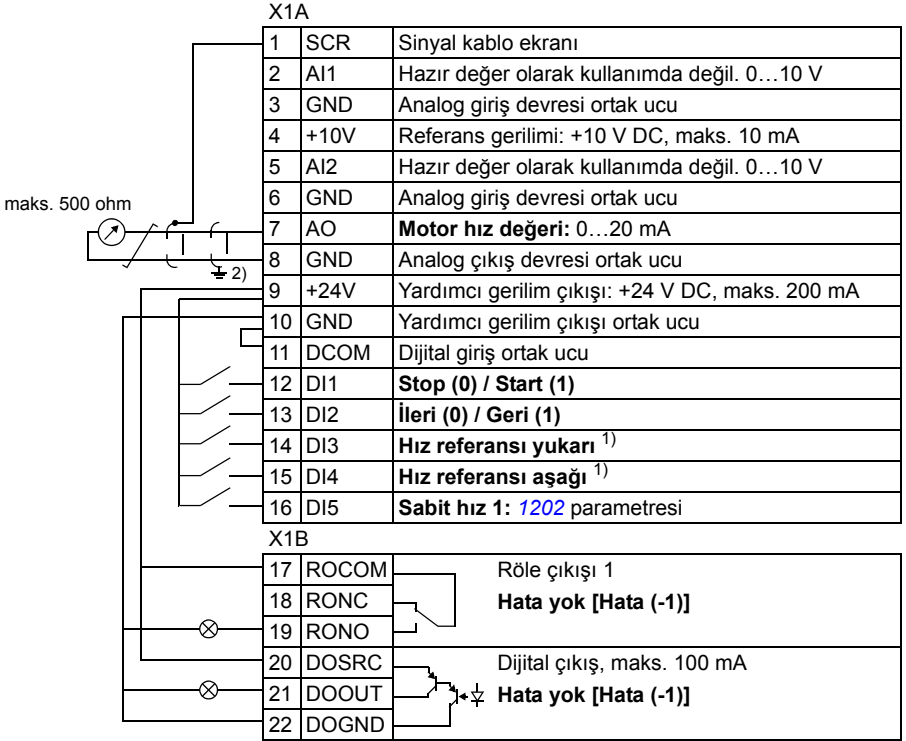 X1A
1 SCR Sinyal kablo ekranı
2 AI1 Hazır değer olarak kullanımda değil. 0…10 V
3 GND Analog giriş devresi ortak ucu
4 +10V Referans gerilimi: +10 V DC, maks. 10 mA
5 AI2 Hazır değer olarak kullanımda değil. 0…10 V
6 GND Analog giriş devresi ortak ucu
maks. 500 ohm
7 AO Motor hız değeri: 0…20 mA
8 GND Analog çıkış devresi ortak ucu
2)
9 +24V Yardımcı gerilim çıkışı: +24 V DC, maks. 200 mA
10 GND Yardımcı gerilim çıkışı ortak ucu
11 DCOM Dijital giriş ortak ucu
12 DI1 Stop (0) / Start (1)
13 DI2 İleri (0) / Geri (1)
14 DI3 Hız referansı yukarı 1)
15 DI4 Hız referansı aşağı 1)
16 DI5 Sabit hız 1: 1202 parametresi
X1B
17 ROCOM Röle çıkışı 1
18 RONC Hata yok [Hata (-1)]
19 RONO
20 DOSRC Dijital çıkış, maks. 100 mA
21 DOOUT Hata yok [Hata (-1)]
22 DOGND